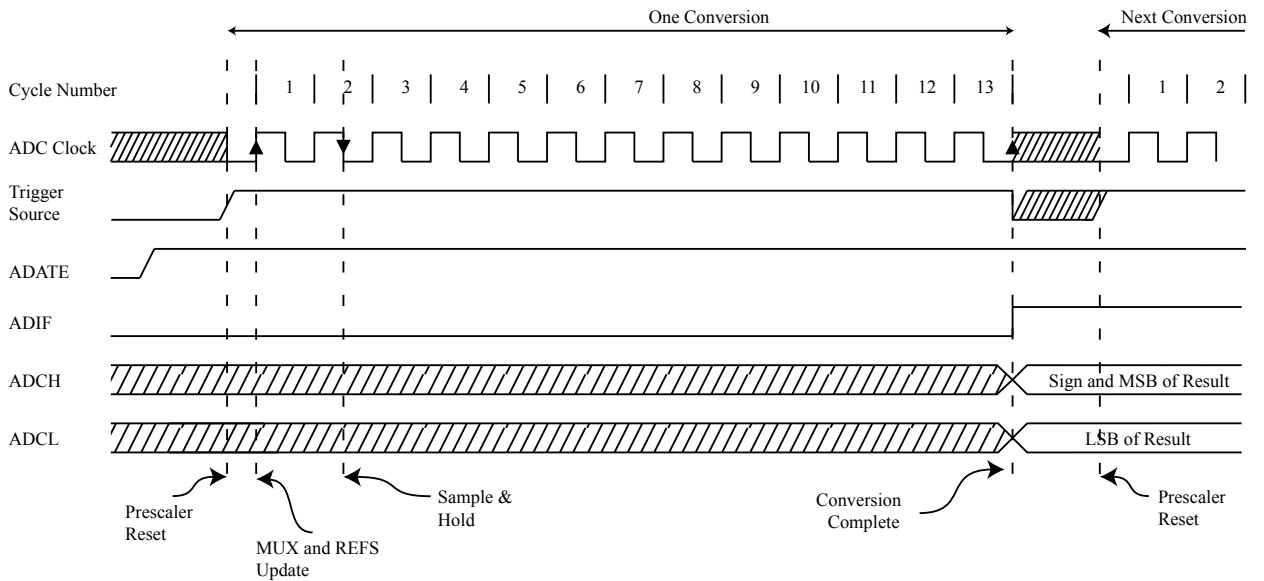 One Conversion
Next Conversion
Cycle Number
1 2 3 4 5 6 7 8 9 10 11 12 13 1 2
ADC Clock
Trigger
Source
ADATE
ADIF
ADCH
Sign and MSB of Result
ADCL
LSB of Result
Prescaler
Reset
MUX and REFS
Update
Sample &
Hold
Conversion
Complete
Prescaler
Reset